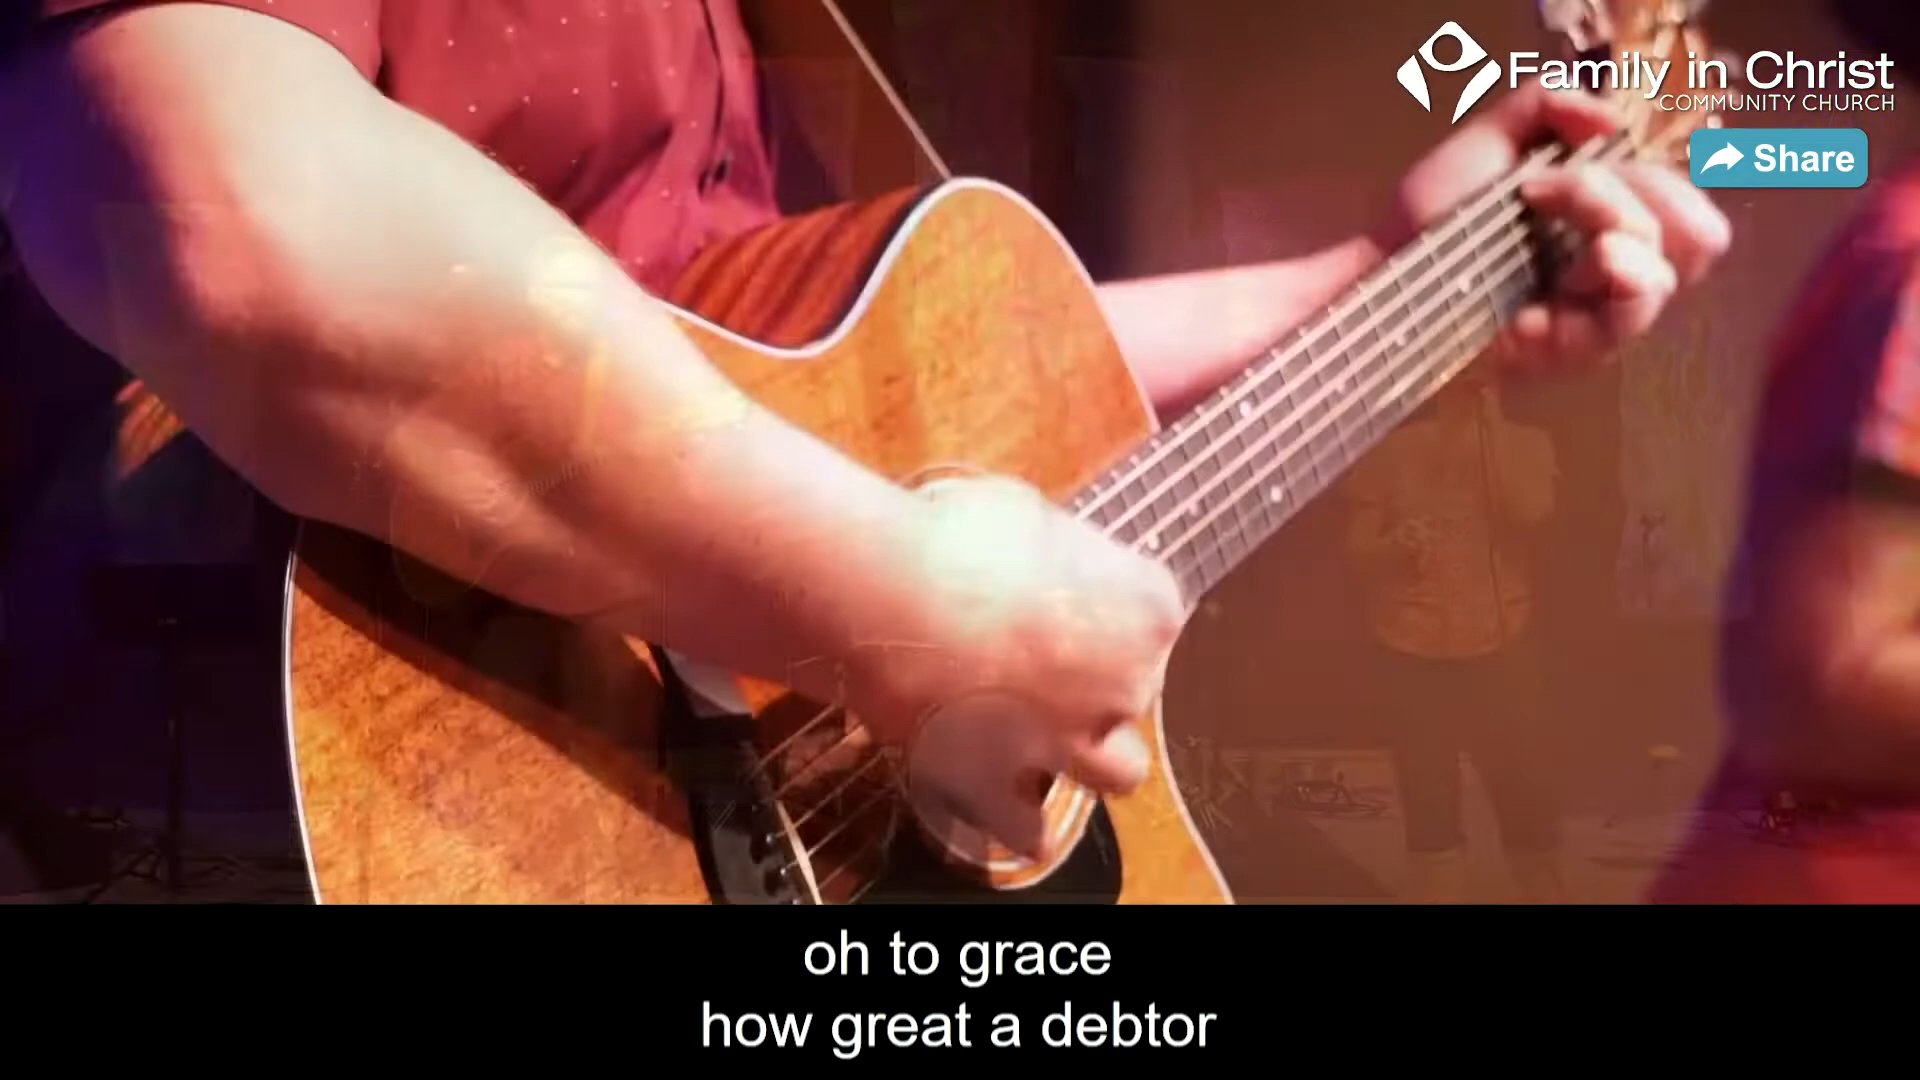 Family in Christ
COMMUNITY CHURCH
Share
oh to grace
how great a debtor